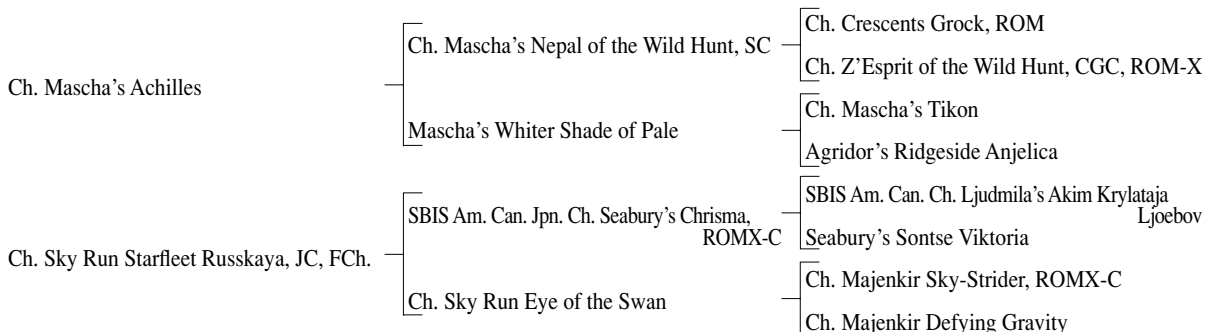 Ch. Crescents Grock, ROM
Ch. Mascha’s Nepal of the Wild Hunt, SC
Ch. Z’Esprit of the Wild Hunt, CGC, ROM-X
Ch. Mascha’s Achilles
Ch. Mascha’s Tikon
Mascha’s Whiter Shade of Pale
Agridor’s Ridgeside Anjelica
SBIS Am. Can. Ch. Ljudmila’s Akim Krylataja
Ljoebov
SBIS Am. Can. Jpn. Ch. Seabury’s Chrisma,
ROMX-C
Seabury’s Sontse Viktoria
Ch. Sky Run Starfleet Russkaya, JC, FCh.
Ch. Majenkir Sky-Strider, ROMX-C
Ch. Sky Run Eye of the Swan
Ch. Majenkir Defying Gravity